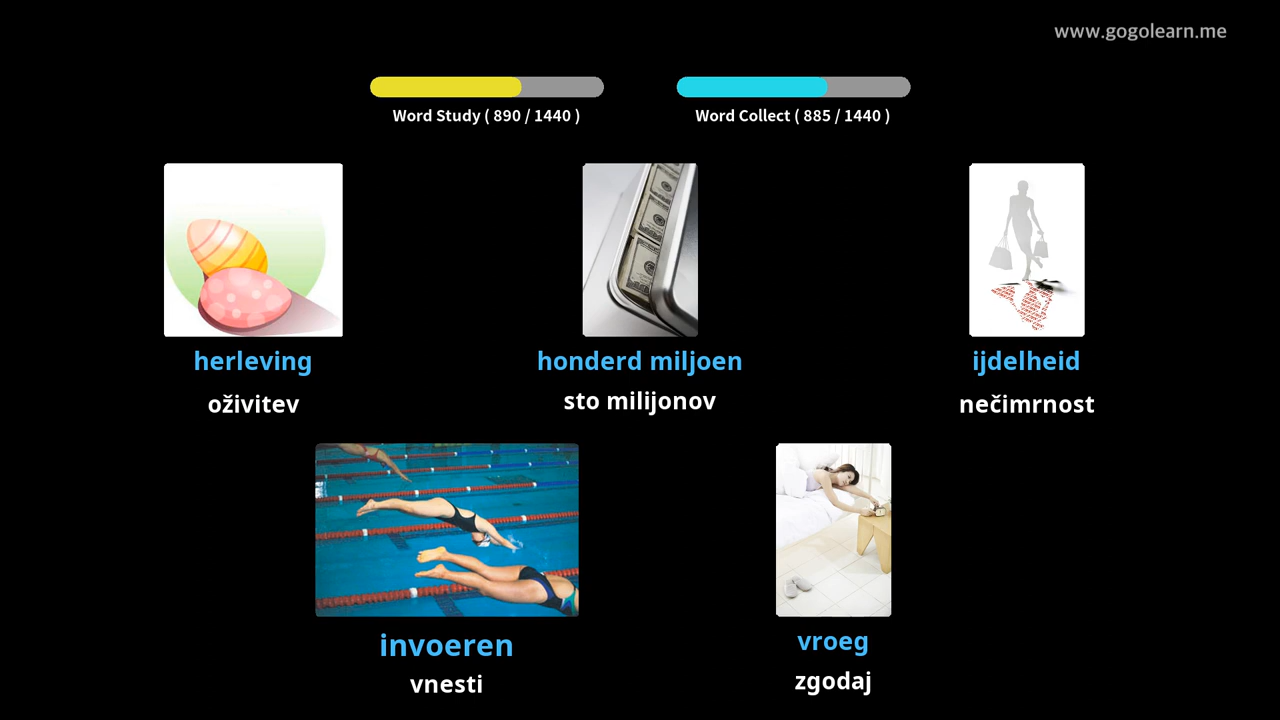 www.gogolearn.me
Word Study ( 890 / 1440 )
Word Collect ( 885 / 1440 )
herleving
oživitev
honderd miljoen
sto milijonov
ijdelheid
nečimrnost
invoeren
vnesti
vroeg
zgodaj